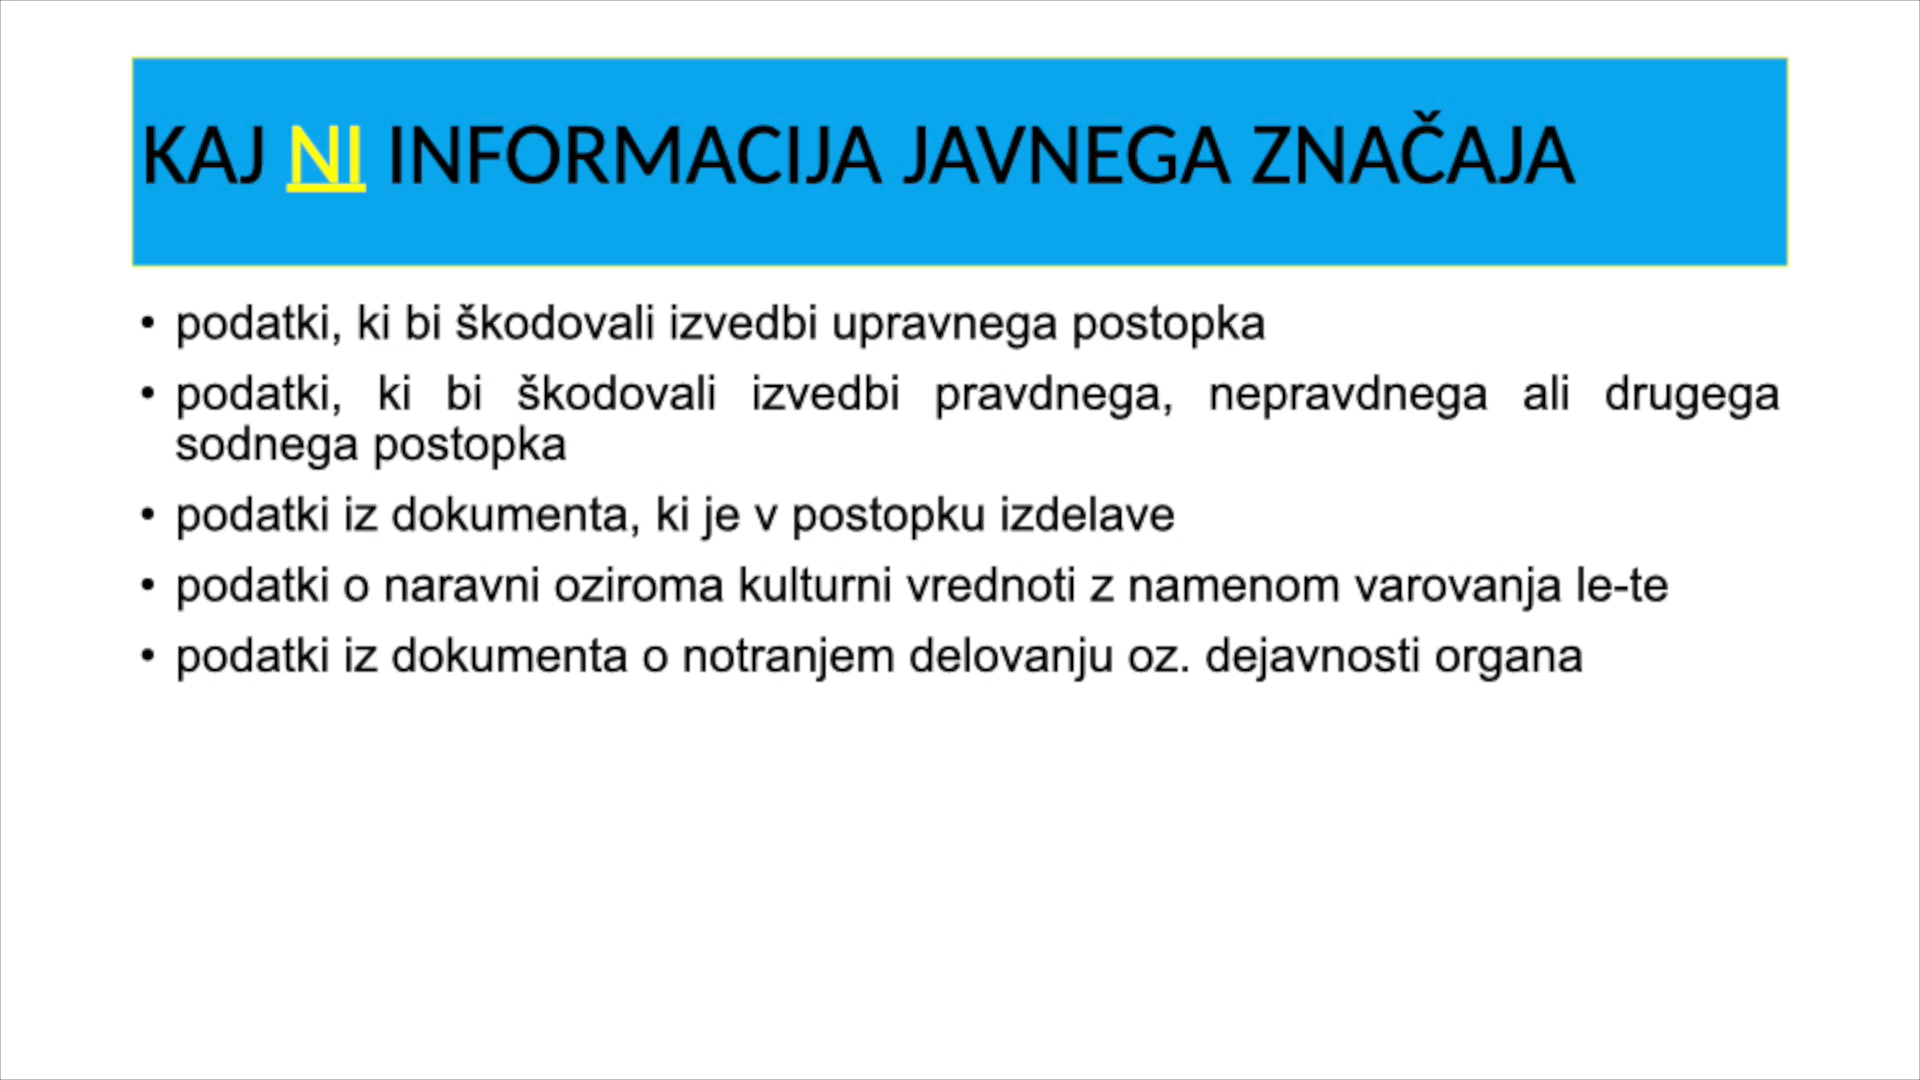 KAJ NI INFORMACIJA JAVNEGA ZNAČAJA
• podatki, ki bi škodovali izvedbi upravnega postopka
• podatki, ki bi škodovali izvedbi pravdnega, nepravdnega ali drugega
sodnega postopka
• podatki iz dokumenta, ki je v postopku izdelave
• podatki o naravni oziroma kulturni vrednoti z namenom varovanja le-te
• podatki iz dokumenta o notranjem delovanju oz. dejavnosti organa